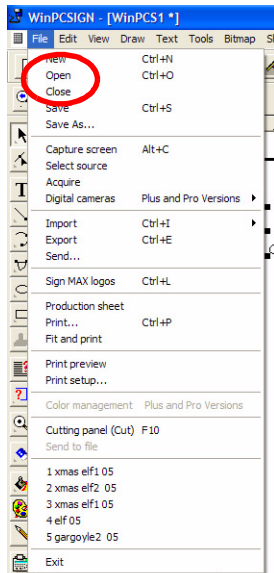 WinPCSIGN - [WinPCS1 *]
File Edit View Draw Text Tools Bitmap
New Ctrl+N
Open Ctrl+O
Close
Save Ctrl+S
Save As...
Capture screen Alt+C
Select source
Acquire
Digital cameras Plus and Pro Versions
Import Ctrl+I
Export Ctrl+E
Send...
Sign MAX logos Ctrl+L
Production sheet
Print... Ctrl+P
Fit and print
Print preview
Print setup...
Color management Plus and Pro Versions
Cutting panel (Cut) F10
Send to file
1 xmas elf1 05
2 xmas elf2 05
3 xmas elf1 05
4 elf 05
5 gargoyle2 05
Exit